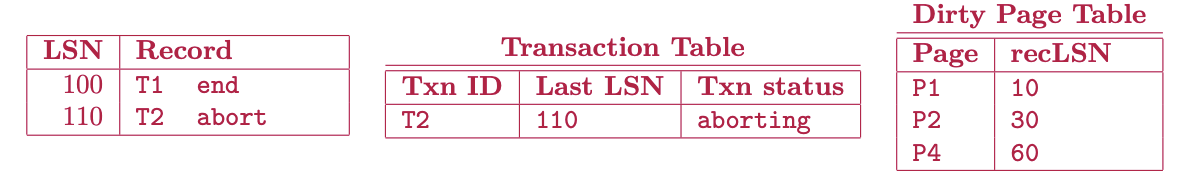 LSN Record
100 T1 end
110 T2 abort
Transaction Table
Txn ID Last LSN Txn status
T2 110 aborting
Dirty Page Table
Page recLSN
P1 10
P2 30
P4 60